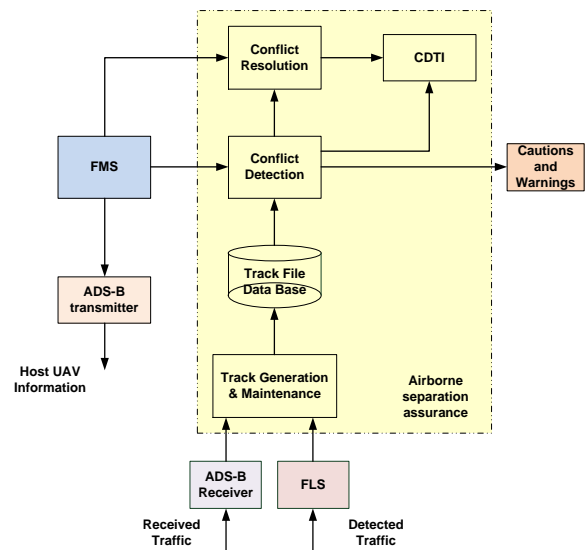 Conflict
Resolution
CDTI
FMS
Conflict
Detection
Cautions
and
Warnings
Track File
Data Base
ADS-B
transmitter
Host UAV
Information
Track Generation
& Maintenance
Airborne
separation
assurance
ADS-B
Receiver
FLS
Received
Traffic
Detected
Traffic